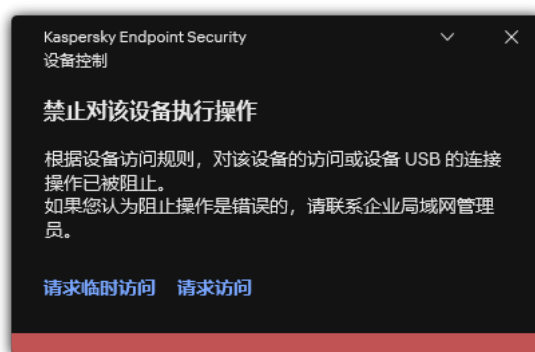 Kaspersky Endpoint Security
设备控制
禁止对该设备执行操作
根据设备访问规则，对该设备的访问或设备 USB 的连接
操作已被阻止。
如果您认为阻止操作是错误的，请联系企业局域网管理
员。
请求临时访问 请求访问